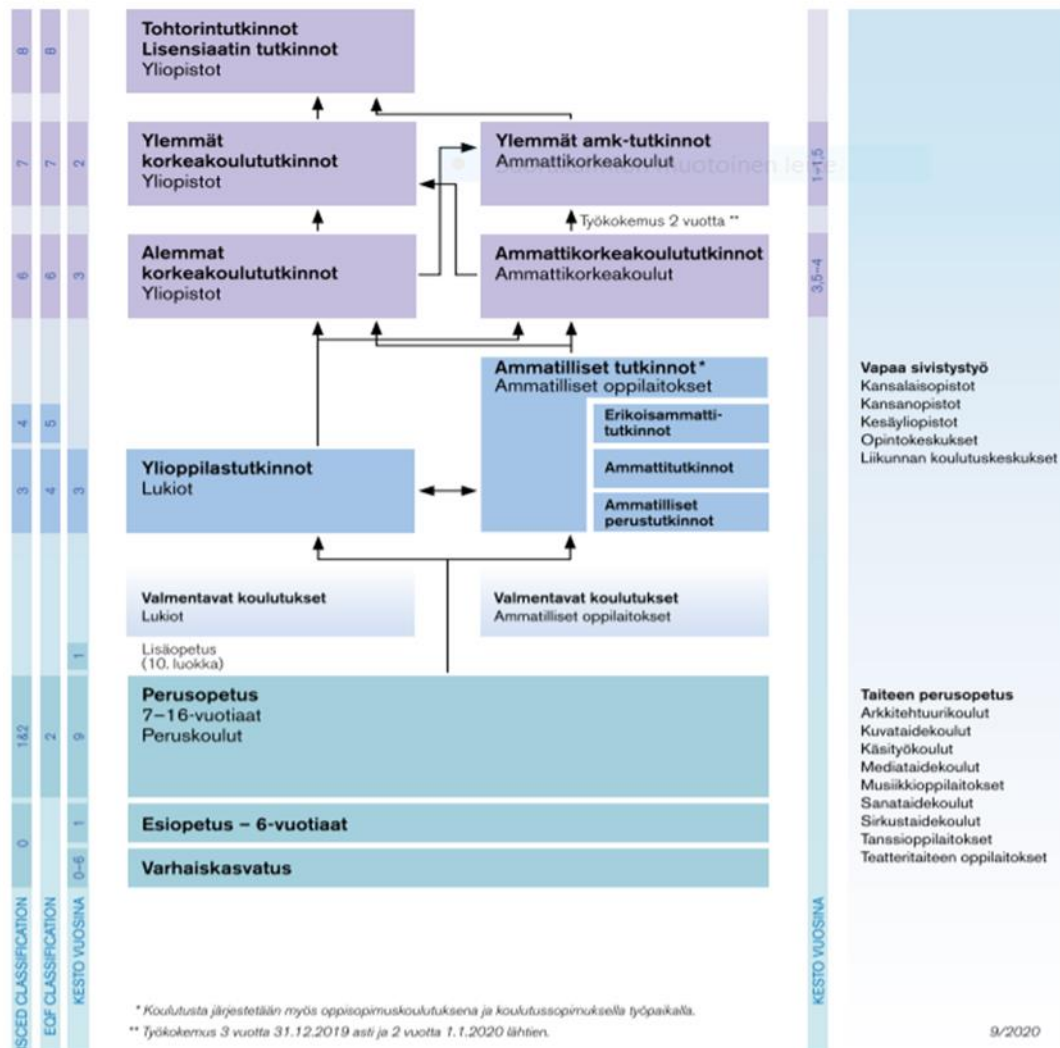 8
8
Tohtorintutkinnot
Lisensiaatin tutkinnot
Yliopistot
7
7
2
Ylemmät
korkeakoulututkinnot
Yliopistot
Ylemmät amk-tutkinnot
Ammattikorkeakoulut
1–1,5
Työkokemus 2 vuotta **
6
6
3
Alemmat
korkeakoulututkinnot
Yliopistot
Ammattikorkeakoulututkinnot
Ammattikorkeakoulut
3,5–4
Ammatilliset tutkinnot *
Ammatilliset oppilaitokset
4
5
Erikoisammatti-
tutkinnot
3
4
3
Ylioppilastutkinnot
Lukiot
Ammattitutkinnot
Ammatilliset
perustutkinnot
Valmentavat koulutukset
Lukiot
Valmentavat koulutukset
Ammatilliset oppilaitokset
1
Lisäopetus
(10. luokka)
1&2
2
9
Perusopetus
7–16-vuotiaat
Peruskoulut
0
1
Esiopetus – 6-vuotiaat
0–6
Varhaiskasvatus
ISCED CLASSIFICATION
EQF CLASSIFICATION
KESTO VUOSINA
KESTO VUOSINA
Vapaa sivistystyö
Kansalaisopistot
Kansanopistot
Kesäyliopistot
Opintokeskukset
Liikunnan koulutuskeskukset
Taiteen perusopetus
Arkkitehtuurikoulut
Kuvataidekoulut
Käsityökoulut
Mediataidekoulut
Musiikkioppilaitokset
Sanataidekoulut
Sirkustaidekoulut
Tanssioppilaitokset
Teatteritaiteen oppilaitokset
* Koulutusta järjestetään myös oppisopimuskoulutuksena ja koulutussopimuksella työpaikalla.
** Työkokemus 3 vuotta 31.12.2019 asti ja 2 vuotta 1.1.2020 lähtien.
9/2020